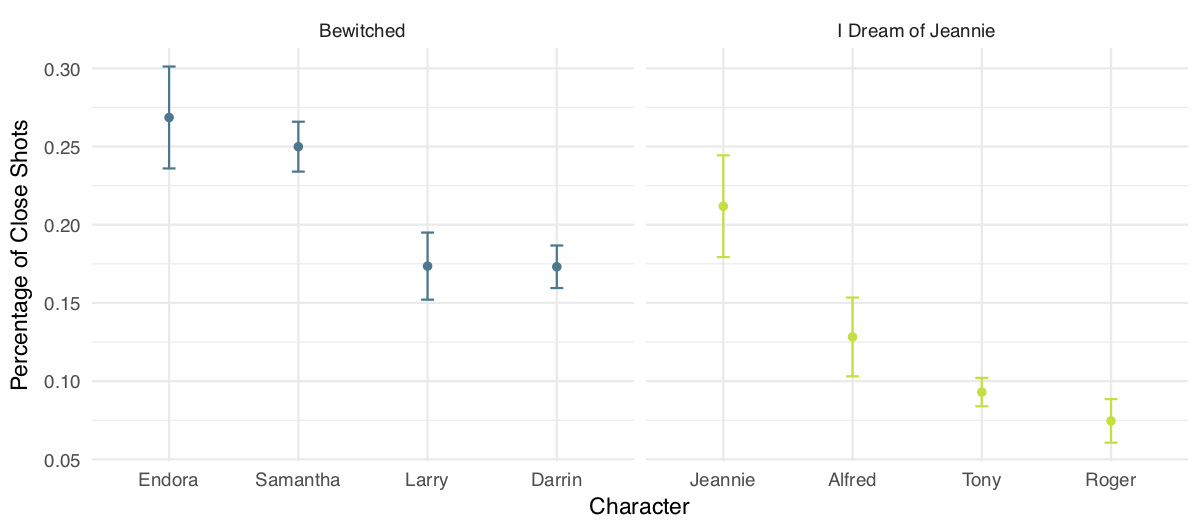 Bewitched
I Dream of Jeannie
Percentage of Close Shots
0.30
0.25
0.20
0.15
0.10
0.05
Endora
Samantha
Larry
Darrin
Jeannie
Alfred
Tony
Roger
Character